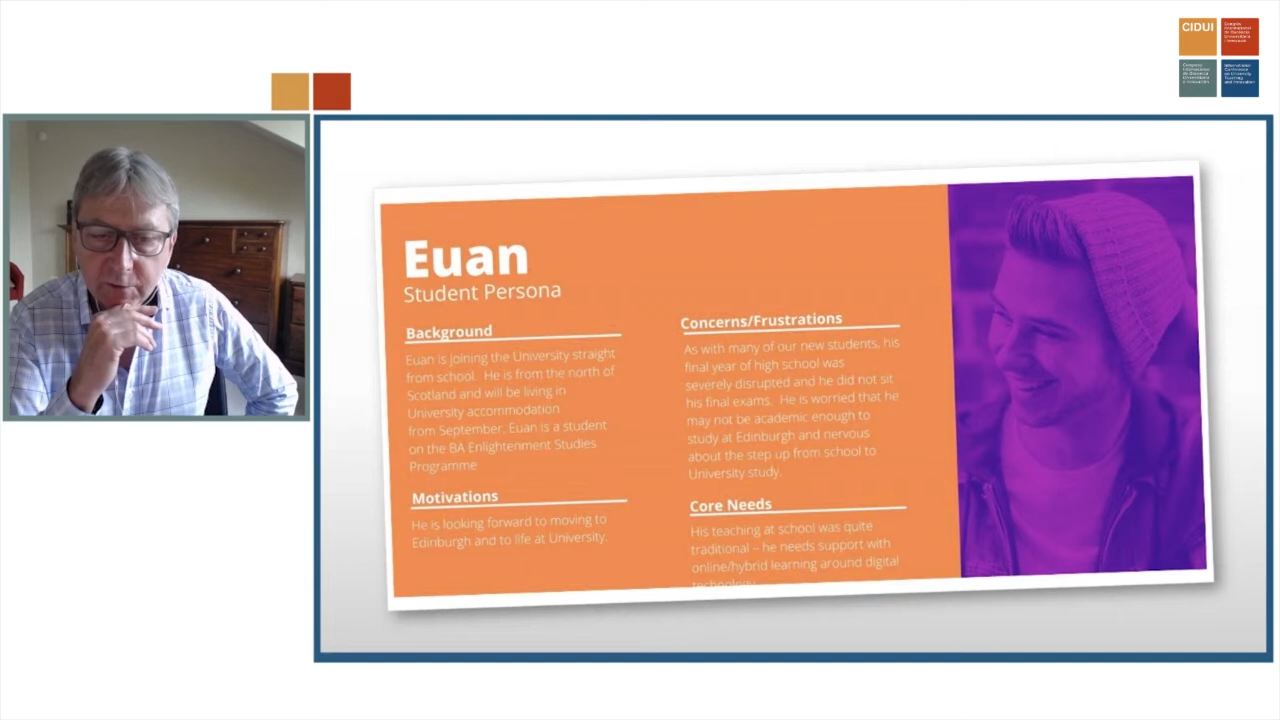 CIDUI
Euan
Student Persona
Background
Euan is joining the University straight
from school. He is from the north of
Scotland and will be living in
University accommodation
from September. Euan is a student
on the BA Enlightenment Studies
Programme
Motivations
He is looking forward to moving to
Edinburgh and to life at University.
Concerns/Frustrations
As with many of our new students, his
final year of high school was
severely disrupted and he did not sit
his final exams. He is worried that he
may not be academic enough to
study at Edinburgh and nervous
about the step up from school to
University study.
Core Needs
His teaching at school was quite
traditional – he needs support with
online/hybrid learning around digital
technology.